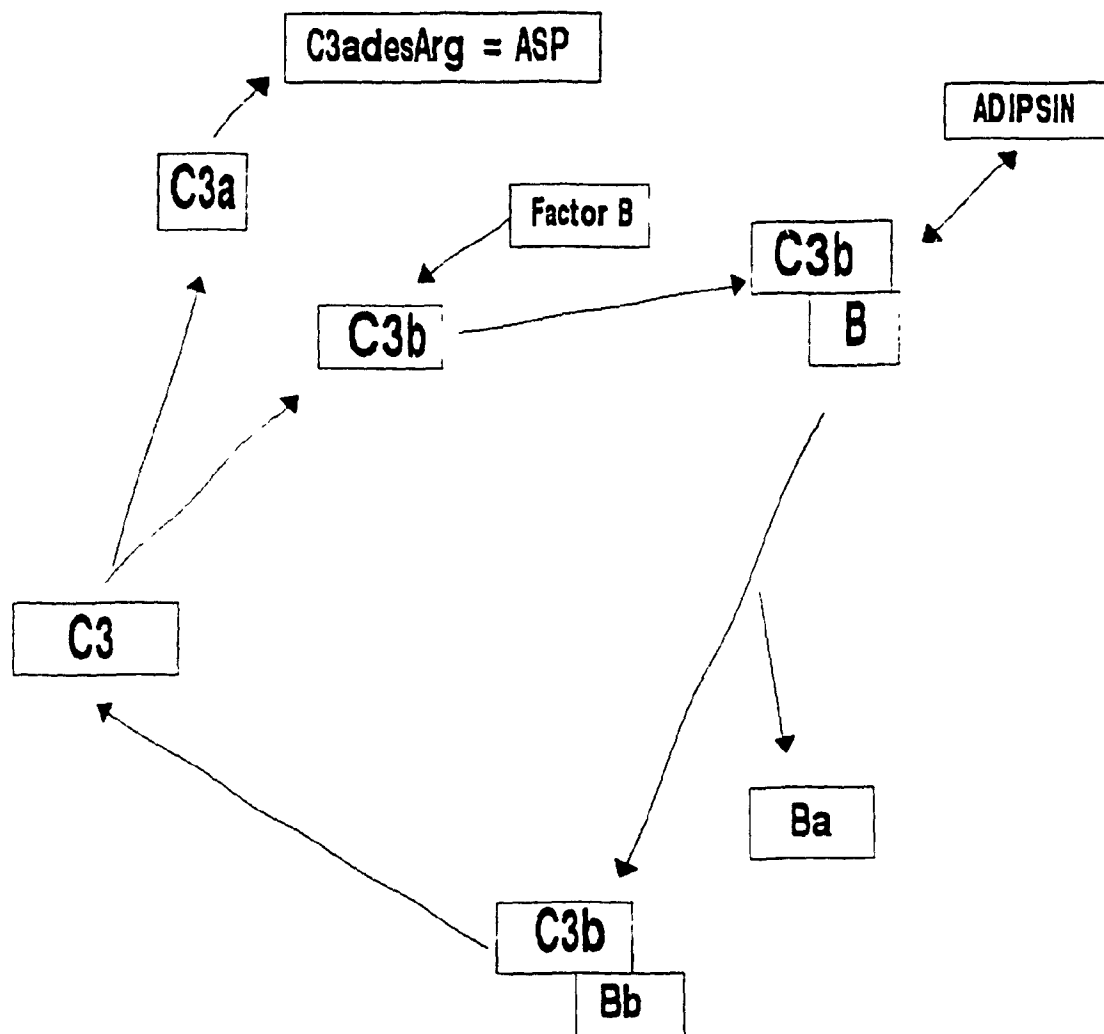 C3adesArg = ASP
ADIPSIN
C3a
Factor B
C3b
B
C3b
C3
Ba
C3b
Bb